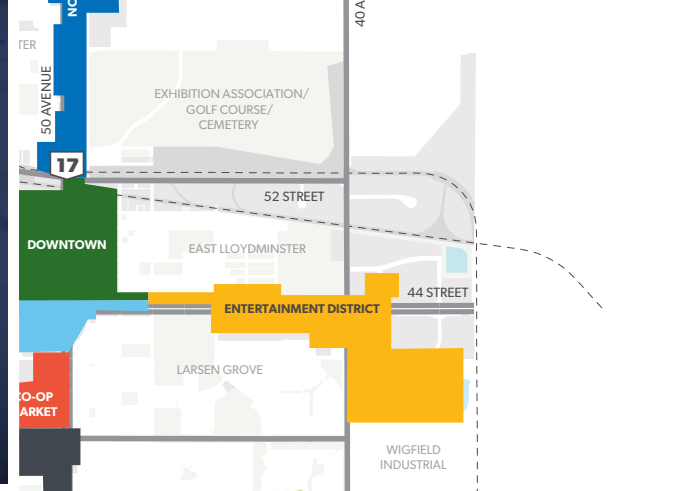 NO
40 A
TER
50 AVENUE
EXHIBITION ASSOCIATION/
GOLF COURSE/
CEMETERY
17
52 STREET
DOWNTOWN
EAST LLOYDMINSTER
44 STREET
ENTERTAINMENT DISTRICT
LARSEN GROVE
CO-OP
ARKET
WIGFIELD
INDUSTRIAL